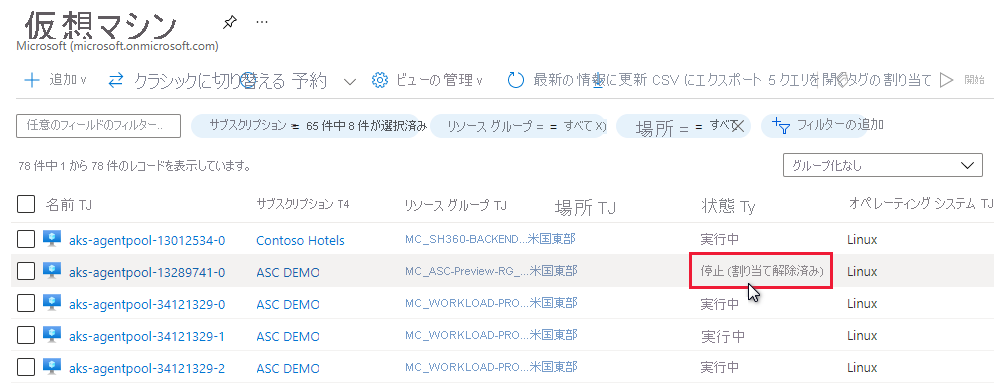 仮想マシン
Microsoft (microsoft.onmicrosoft.com)
追加 クラシックに切り替える 予約 ビューの管理 最新の情報に更新 CSV にエクスポート 5 クエリを開く タグの割り当て 開始
任意のフィールドのフィルター.. サブスクリプション = 65 件中 8 件が選択済み リソース グループ = = すべて X) 場所 = = すべて フィルターの追加
78 件中 1 から 78 件のレコードを表示しています。 グループ化なし
名前 TJ サブスクリプション T4 リソース グループ TJ 場所 TJ 状態 Ty オペレーティング システム TJ
aks-agentpool-13012534-0 Contoso Hotels MC_SH360-BACKEND...米国東部 実行中 Linux
aks-agentpool-13289741-0 ASC DEMO MC_ASC-Preview-RG_...米国東部 停止 (割り当て解除済み) Linux
aks-agentpool-34121329-0 ASC DEMO MC_WORKLOAD-PRO...米国東部 実行中 Linux
aks-agentpool-34121329-1 ASC DEMO MC_WORKLOAD-PRO...米国東部 実行中 Linux
aks-agentpool-34121329-2 ASC DEMO MC_WORKLOAD-PRO...米国東部 実行中 Linux